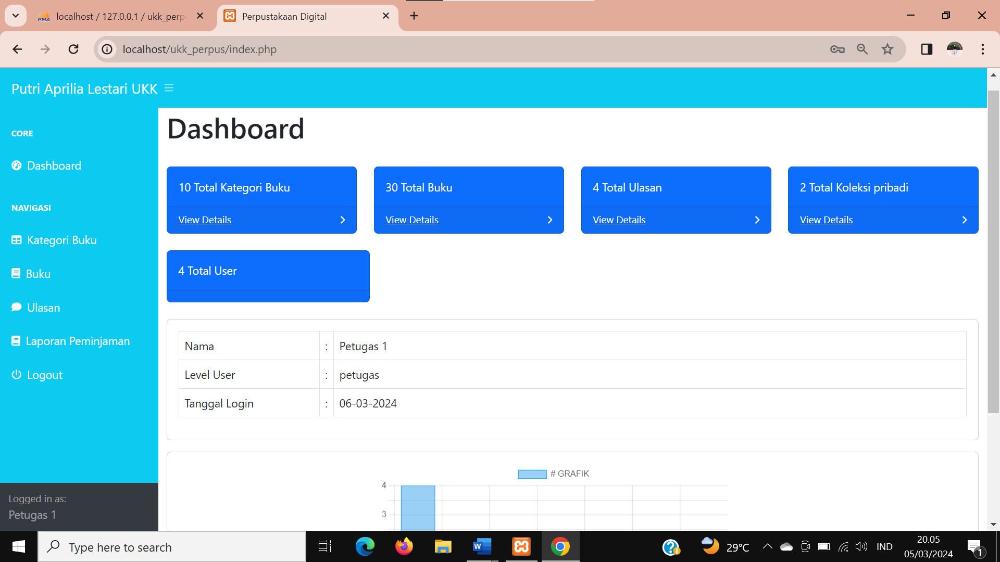 localhost / 127.0.0.1 / ukk_perp
Perpustakaan Digital
localhost/ukk_perpus/index.php
Putri Aprilia Lestari UKK
CORE
Dashboard
NAVIGASI
Kategori Buku
Buku
Ulasan
Laporan Peminjaman
Logout
Logged in as:
Petugas 1
Dashboard
10 Total Kategori Buku
View Details
30 Total Buku
View Details
4 Total Ulasan
View Details
2 Total Koleksi pribadi
View Details
4 Total User
Nama : Petugas 1
Level User : petugas
Tanggal Login : 06-03-2024
# GRAFIK
4
3
Type here to search
29°C
IND
20.05
05/03/2024
1